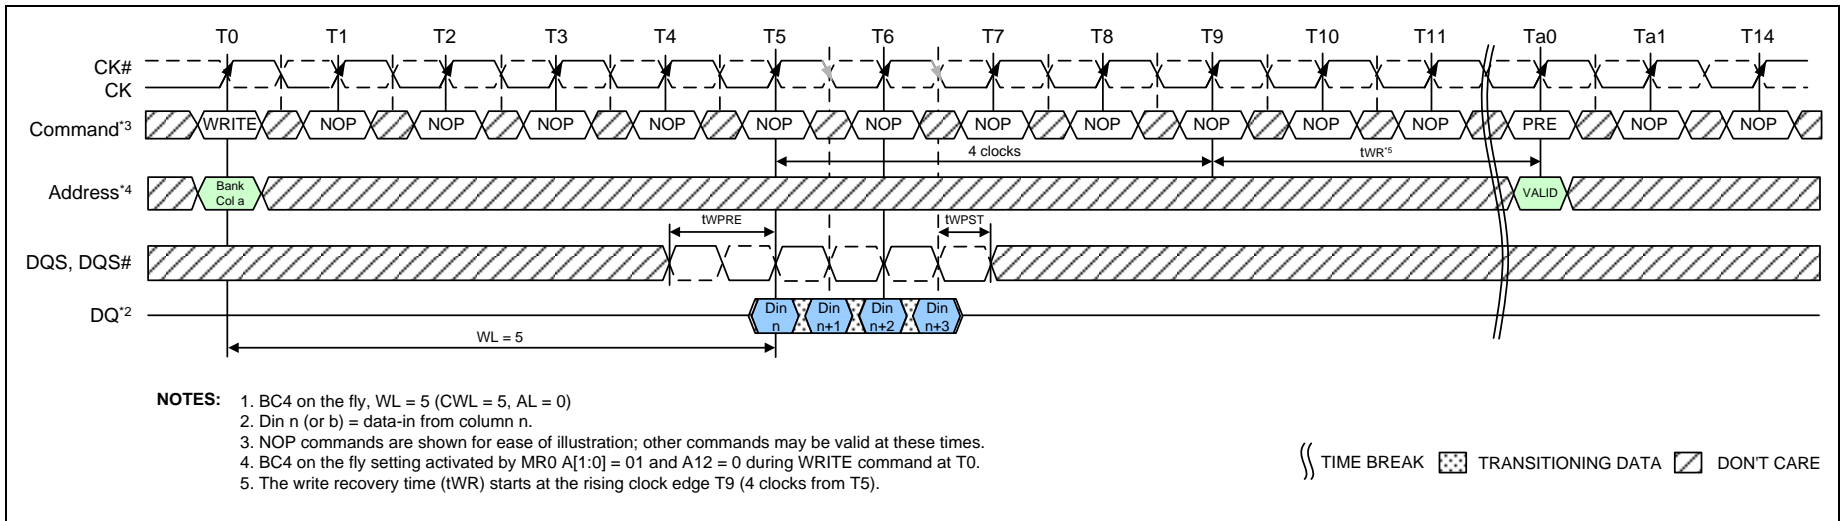 T0 T1 T2 T3 T4 T5 T6 T7 T8 T9 T10 T11 Ta0 Ta1 T14
CK#
CK
Command*3 WRITE NOP NOP NOP NOP NOP NOP NOP NOP NOP NOP NOP PRE NOP NOP
4 clocks tWR*5
Address*4 Bank Col a VALID
tWPRE tWPST
DQS, DQS#
DQ*2 Din n Din n+1 Din n+2 Din n+3
WL = 5
NOTES: 1. BC4 on the fly, WL = 5 (CWL = 5, AL = 0)
2. Din n (or b) = data-in from column n.
3. NOP commands are shown for ease of illustration; other commands may be valid at these times.
4. BC4 on the fly setting activated by MR0 A[1:0] = 01 and A12 = 0 during WRITE command at T0.
5. The write recovery time (tWR) starts at the rising clock edge T9 (4 clocks from T5).
TIME BREAK TRANSITIONING DATA DON'T CARE